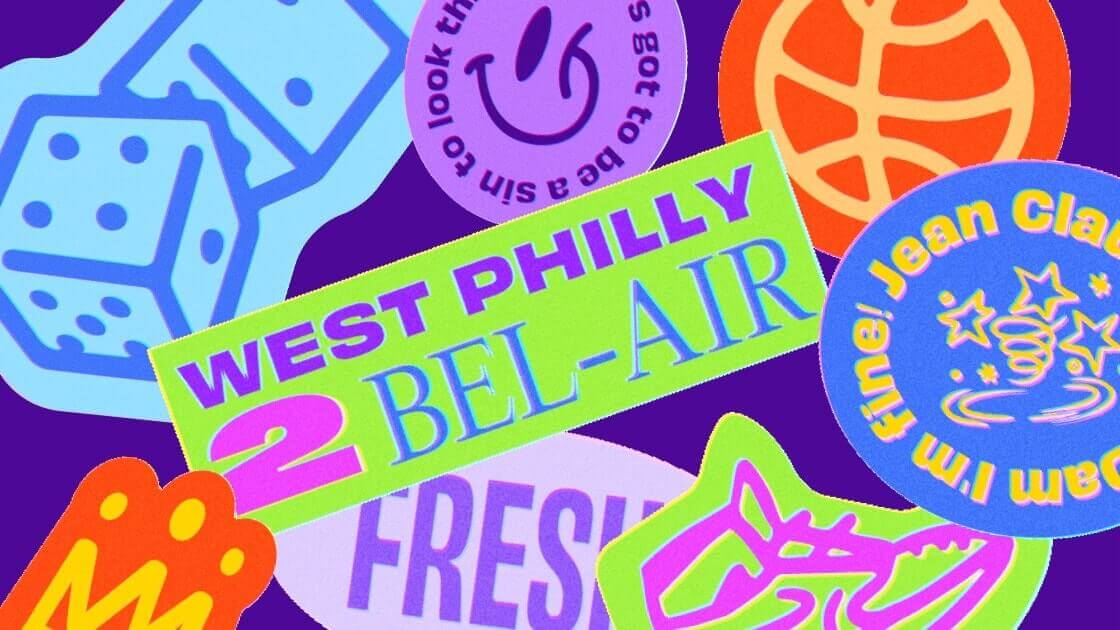 s got to be a sin to look th
WEST PHILLY
2 BEL-AIR
Jean Cla
Dam I'm fine!
FRESH